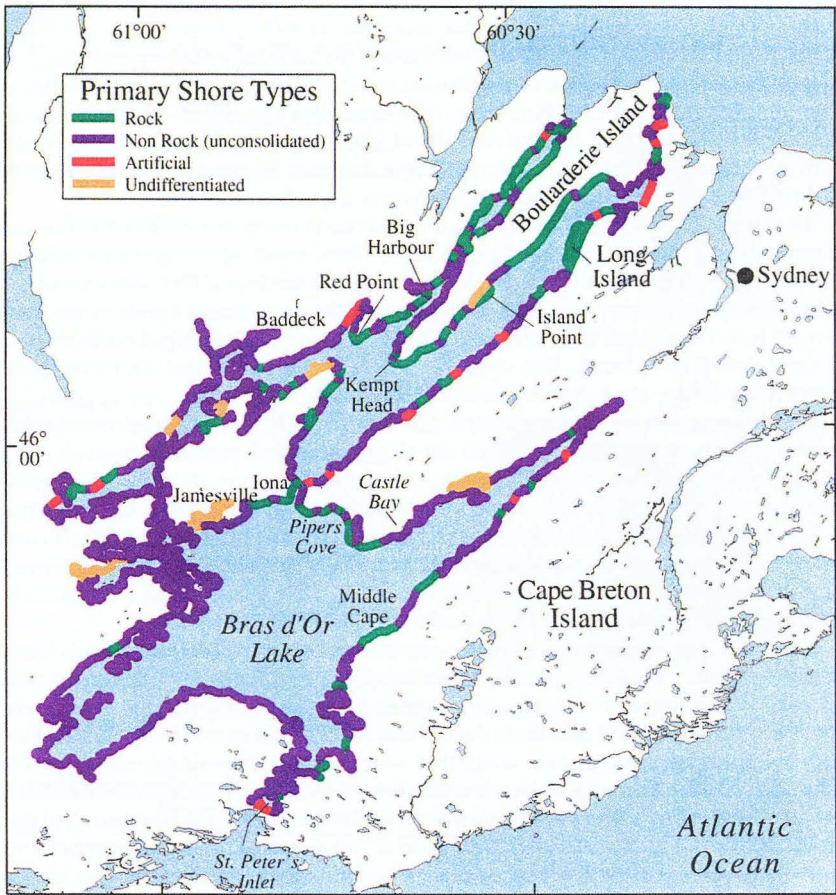 61°00'
60°30'
Primary Shore Types
Rock
Non Rock (unconsolidated)
Artificial
Undifferentiated
Boularderie Island
Big
Harbour
Long
Island
Red Point
Sydney
Baddeck
Island
Point
Kempt
Head
46°
00'
Castle
Bay
Iona
Jamesville
Pipers
Cove
Middle
Cape
Cape Breton
Island
Bras d'Or
Lake
Atlantic
Ocean
St. Peter's
Inlet